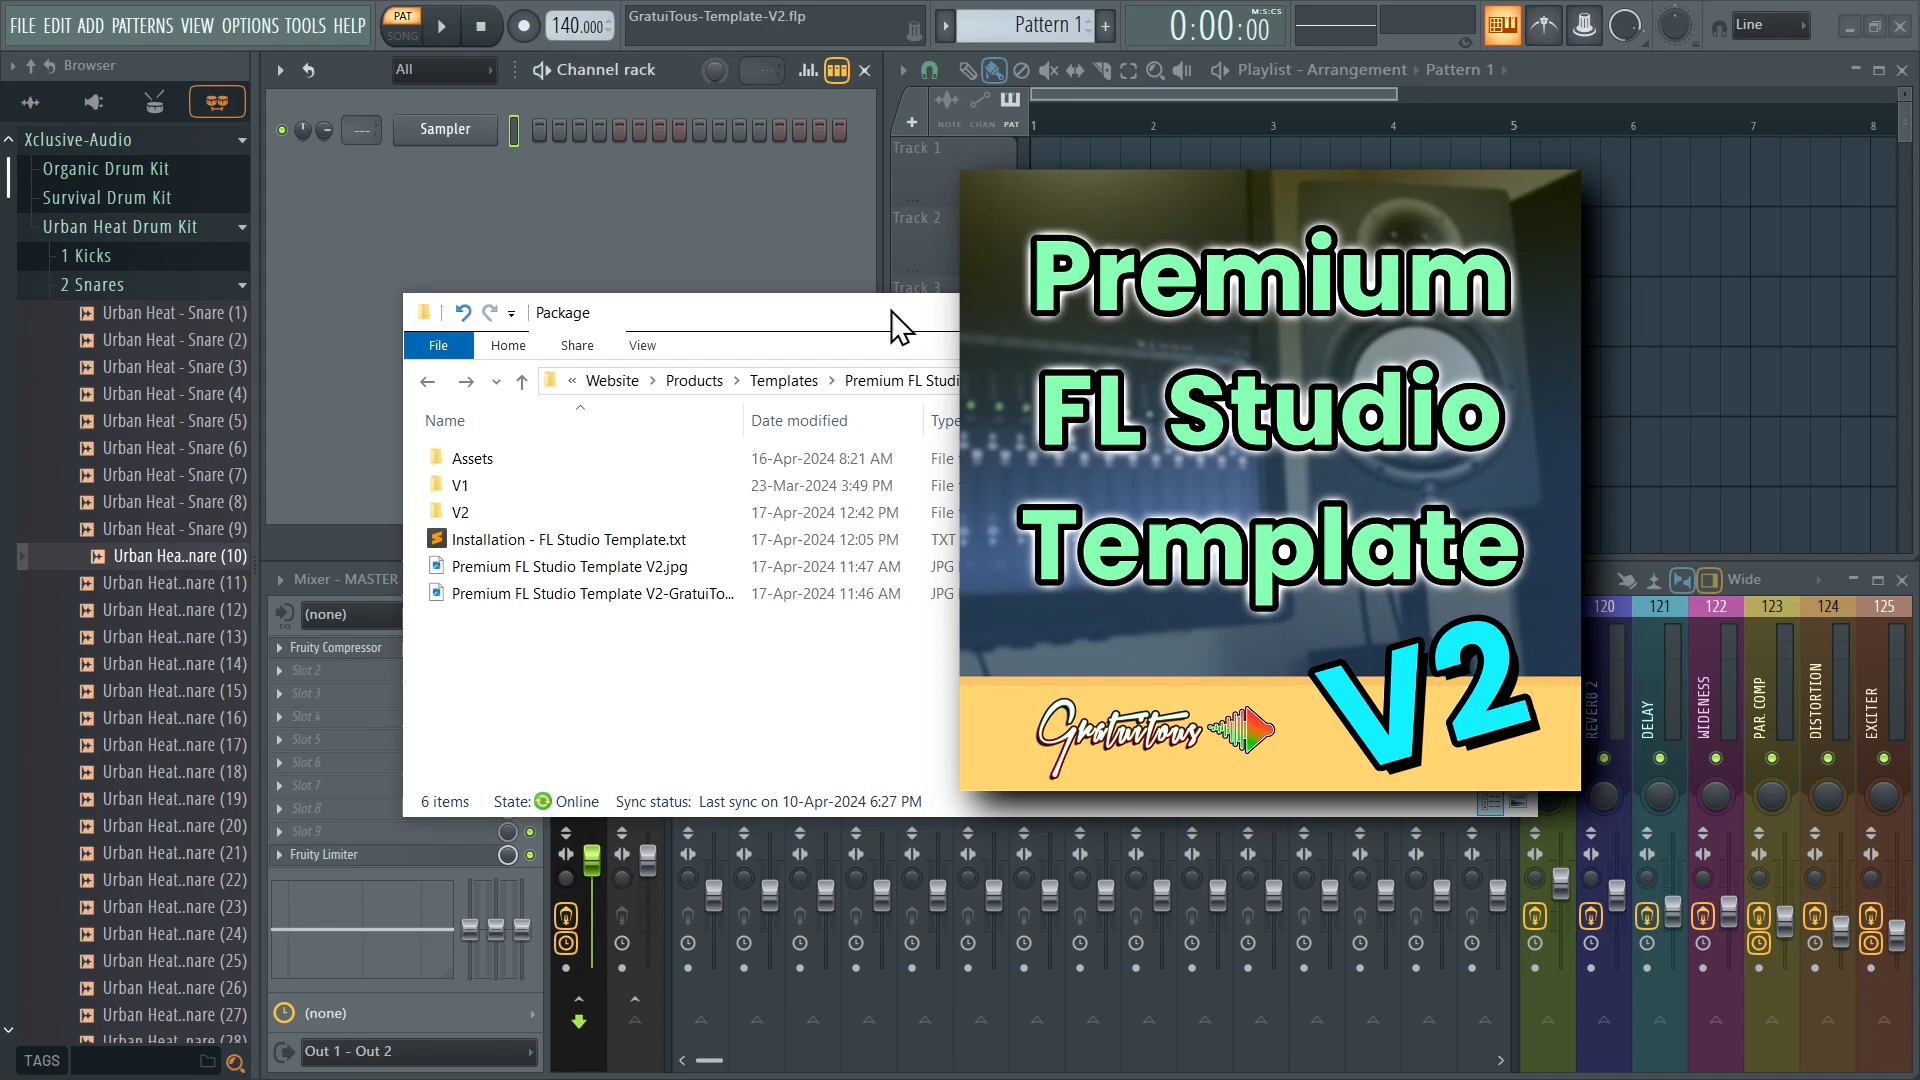 FILE EDIT ADD PATTERNS VIEW OPTIONS TOOLS HELP
PAT
SONG
140.000
GratuiTous-Template-V2.flp
Pattern 1
+
0:00:00
M:S:CS
Line
Browser
All
Channel rack
Playlist - Arrangement
Pattern 1
NOTE CHAN PAT
+
1 2 3 4 5 6 7 8
Sampler
---
Track 1
Track 2
Track 3
Xclusive-Audio
Organic Drum Kit
Survival Drum Kit
Urban Heat Drum Kit
1 Kicks
2 Snares
Urban Heat - Snare (1)
Urban Heat - Snare (2)
Urban Heat - Snare (3)
Urban Heat - Snare (4)
Urban Heat - Snare (5)
Urban Heat - Snare (6)
Urban Heat - Snare (7)
Urban Heat - Snare (8)
Urban Heat - Snare (9)
Urban Hea..nare (10)
Urban Heat..nare (11)
Urban Heat..nare (12)
Urban Heat..nare (13)
Urban Heat..nare (14)
Urban Heat..nare (15)
Urban Heat..nare (16)
Urban Heat..nare (17)
Urban Heat..nare (18)
Urban Heat..nare (19)
Urban Heat..nare (20)
Urban Heat..nare (21)
Urban Heat..nare (22)
Urban Heat..nare (23)
Urban Heat..nare (24)
Urban Heat..nare (25)
Urban Heat..nare (26)
Urban Heat..nare (27)
Urban Heat..nare (28)
TAGS
Package
File Home Share View
« Website > Products > Templates > Premium FL Studi
Name Date modified Type
Assets 16-Apr-2024 8:21 AM File
V1 23-Mar-2024 3:49 PM File
V2 17-Apr-2024 12:42 PM File
Installation - FL Studio Template.txt 17-Apr-2024 12:05 PM TXT
Premium FL Studio Template V2.jpg 17-Apr-2024 11:47 AM JPG
Premium FL Studio Template V2-GratuiTo... 17-Apr-2024 11:46 AM JPG
6 items State: Online Sync status: Last sync on 10-Apr-2024 6:27 PM
Premium
FL Studio
Template
V2
Gratuitous
Mixer - MASTER
(none)
EQ
Fruity Compressor
Slot 2
Slot 3
Slot 4
Slot 5
Slot 6
Slot 7
Slot 8
Slot 9
Fruity Limiter
(none)
Out 1 - Out 2
Wide
120 121 122 123 124 125
REVERB 2
DELAY
WIDENESS
PAR COMP
DISTORTION
EXCITER